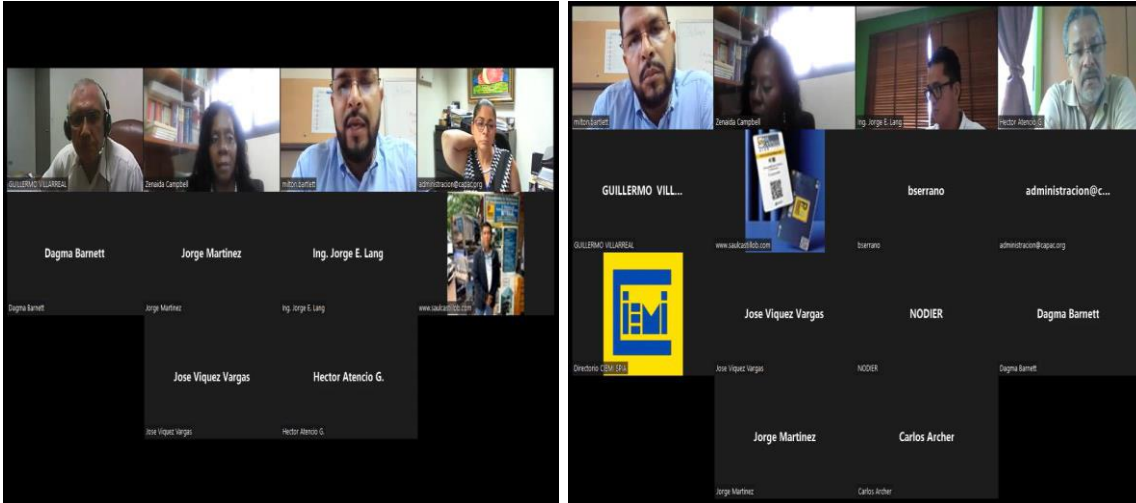 GUILLERMO VILLARREAL
Zenaida Campbell
milton.bartlett
administracion@capac.org
Dagma Barnett
Jorge Martinez
Ing. Jorge E. Lang
Dagma Barnett
Jorge Martinez
Ing. Jorge E. Lang
www.saulcastillob.com
Jose Viquez Vargas
Hector Atencio G.
Jose Viquez Vargas
Hector Atencio G.
milton.bartlett
Zenaida Campbell
Ing. Jorge E. Lang
Hector Atencio G.
GUILLERMO VILL...
bserrano
administracion@c...
GUILLERMO VILLARREAL
www.saulcastillob.com
bserrano
administracion@capac.org
CIEMI
Jose Viquez Vargas
NODIER
Dagma Barnett
Directorio CIEMI SPIA
Jose Viquez Vargas
NODIER
Dagma Barnett
Jorge Martinez
Carlos Archer
Jorge Martinez
Carlos Archer